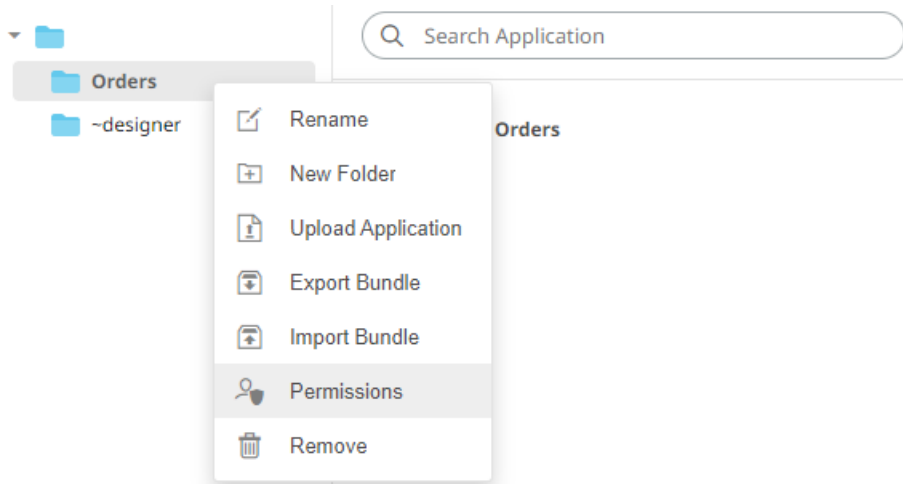 Search Application
Orders
~designer
Orders
Rename
New Folder
Upload Application
Export Bundle
Import Bundle
Permissions
Remove